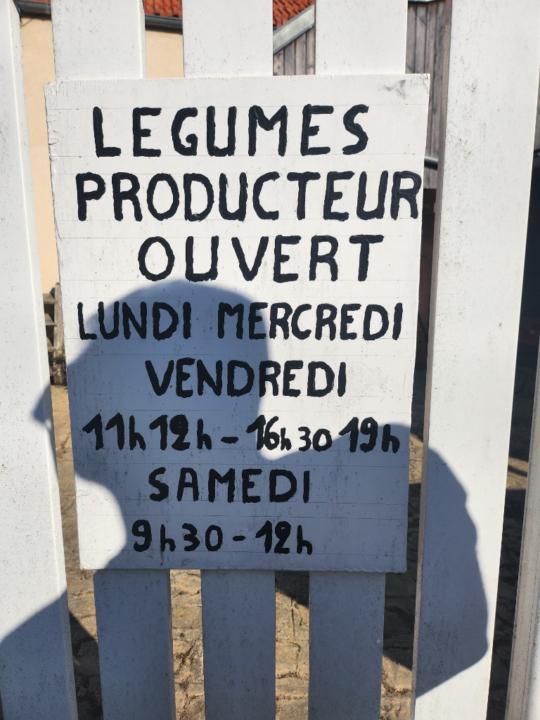 LEGUMES
PRODUCTEUR
OUVERT
LUNDI MERCREDI
VENDREDI
11h 12h - 16h30 19h
SAMEDI
9h30 - 12h